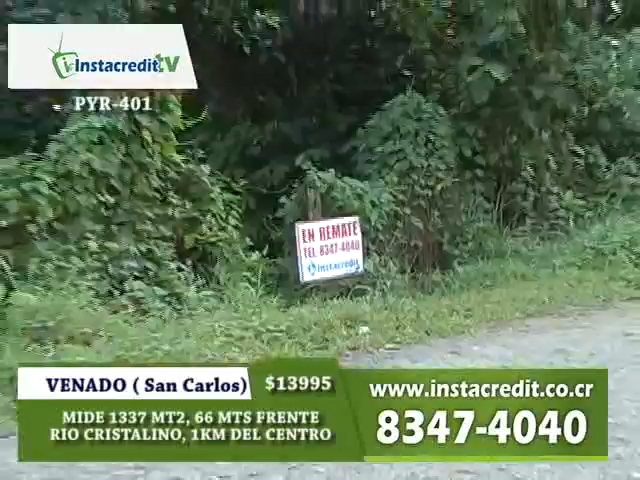 Instacredit.TV
PYR-401
EN REMATE
TEL. 8347-4040
Instacredit
VENADO ( San Carlos)
$13995
MIDE 1337 MT2, 66 MTS FRENTE
RIO CRISTALINO, 1KM DEL CENTRO
www.instacredit.co.cr
8347-4040